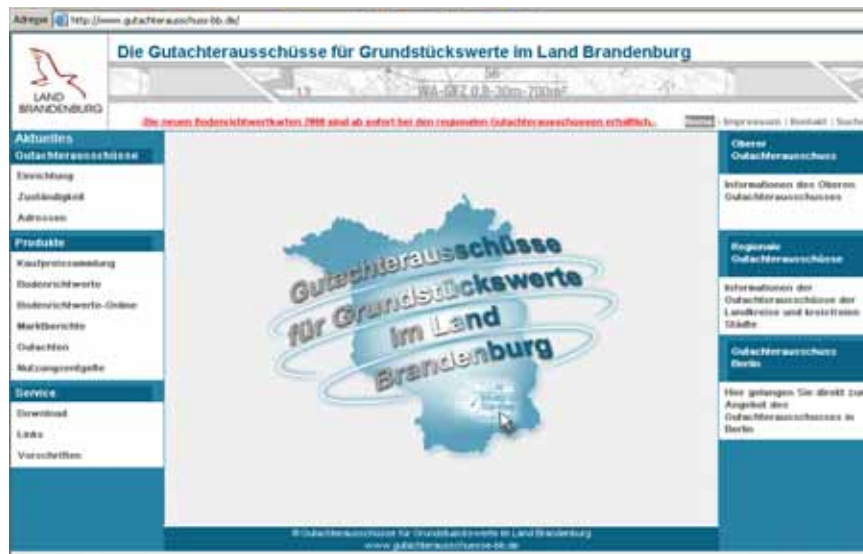 Adresse http://www.gutachterausschuss-bb.de/
Die Gutachterausschüsse für Grundstückswerte im Land Brandenburg
LAND
BRANDENBURG
13
56
WA-GFZ 0,8-30m-700m²
Die neuen Bodenrichtwertkarten 2008 sind ab sofort bei den regionalen Gutachterausschüssen erhältlich.
Home | Impressum | Kontakt | Suche
Aktuelles
Gutachterausschüsse
Einrichtung
Zuständigkeit
Adressen
Produkte
Kaufpreissammlung
Bodenrichtwerte
Bodenrichtwerte-Online
Marktberichte
Gutachten
Nutzungsentgelte
Service
Download
Links
Vorschriften
Gutachterausschüsse
für Grundstückswerte
im Land
Brandenburg
Oberer
Gutachterausschuss
Informationen des Oberen
Gutachterausschusses
Regionale
Gutachterausschüsse
Informationen der
Gutachterausschüsse der
Landkreise und kreisfreien
Städte
Gutachterausschuss
Berlin
Hier gelangen Sie direkt zum
Angebot des
Gutachterausschusses in
Berlin
© Gutachterausschüsse für Grundstückswerte im Land Brandenburg
www.gutachterausschuesse-bb.de